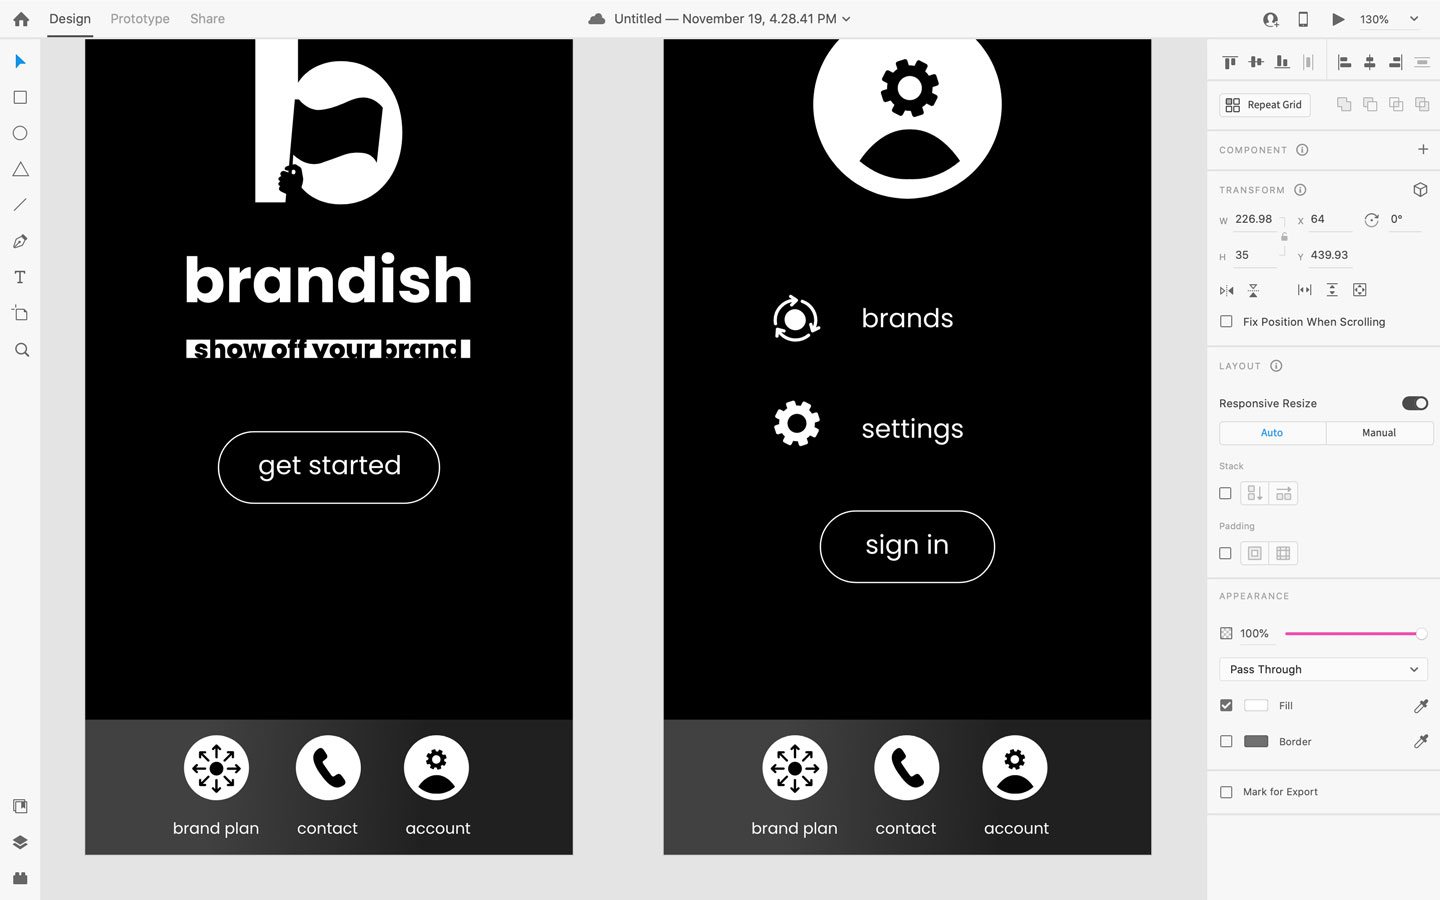 Design Prototype Share
Untitled — November 19, 4.28.41 PM
130%
b
brandish
show off your brand
get started
brand plan contact account
brands
settings
sign in
brand plan contact account
Repeat Grid
COMPONENT
TRANSFORM
W 226.98 X 64 0°
H 35 Y 439.93
Fix Position When Scrolling
LAYOUT
Responsive Resize
Auto Manual
Stack
Padding
APPEARANCE
100%
Pass Through
Fill
Border
Mark for Export